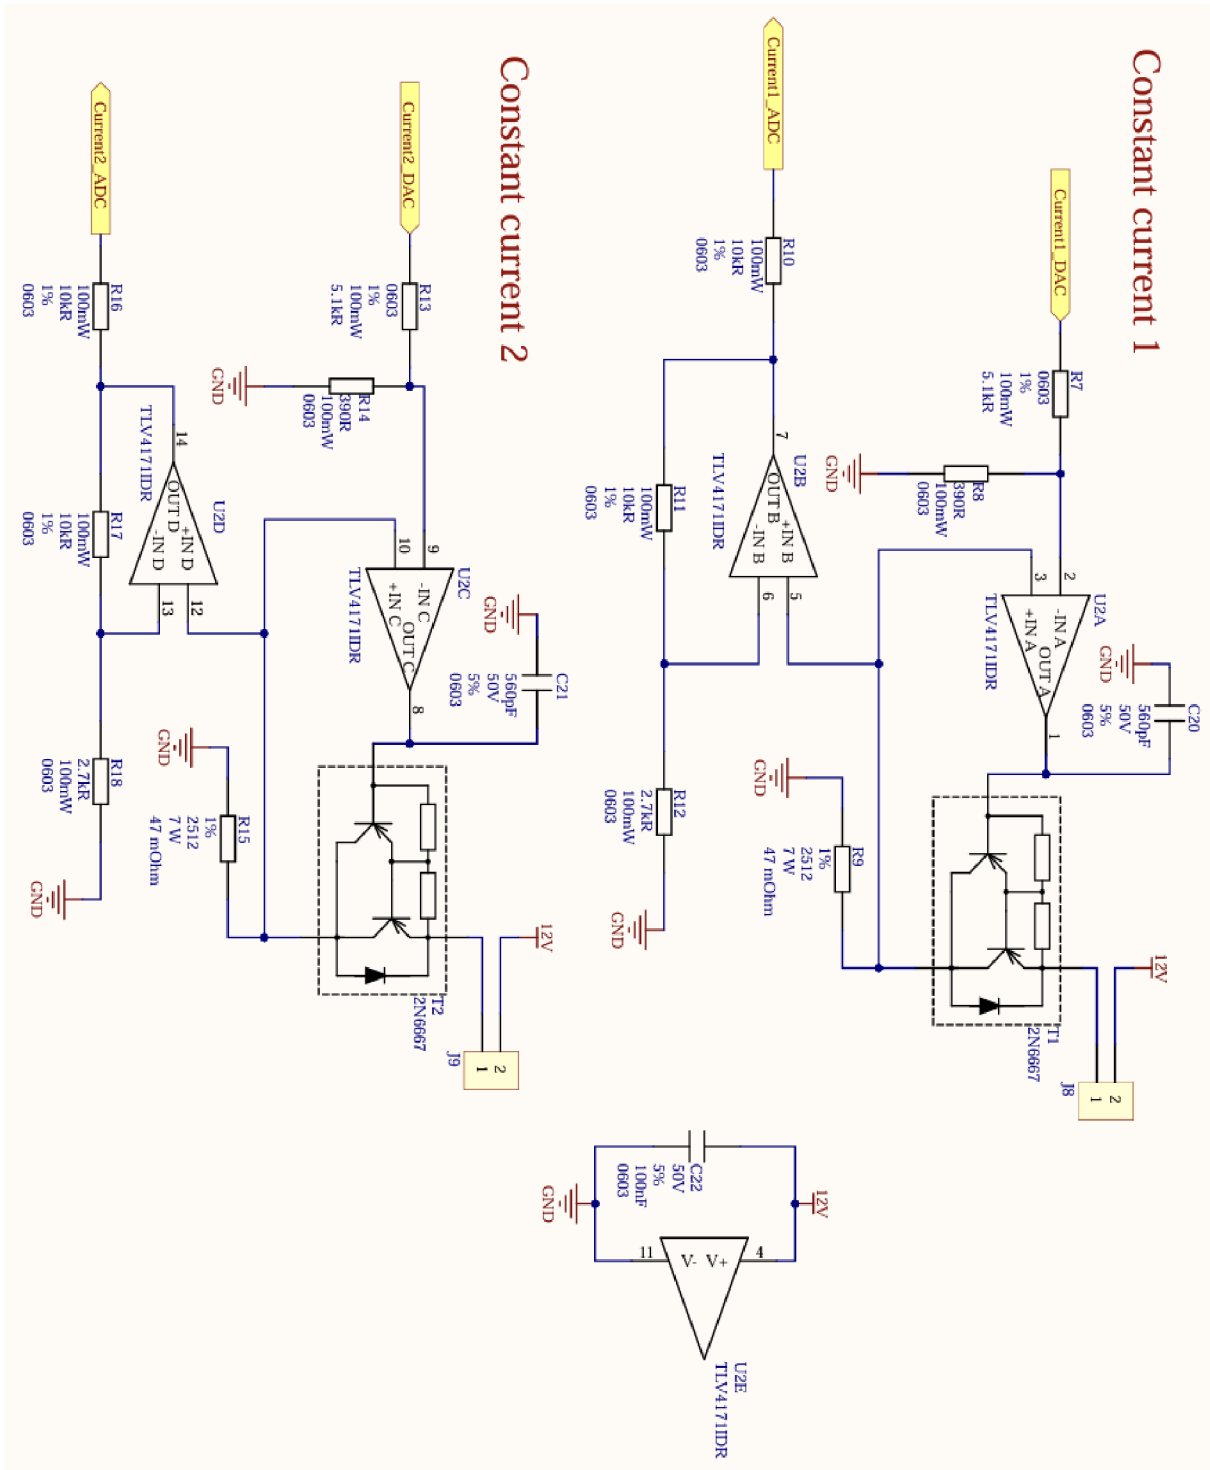 Constant current 1
Current1_DAC
R7
0603
1%
100mW
5.1kR
R8
390R
100mW
0603
GND
2
3
-IN A
+IN A
OUT A
U2A
TLV4171IDR
1
GND
C20
560pF
50V
5%
0603
T1
2N6667
12V
J8
1
2
R9
1%
2512
7 W
47 mOhm
GND
Current1_ADC
R10
100mW
10kR
1%
0603
7
U2B
OUT B
+IN B
-IN B
TLV4171IDR
5
6
R11
100mW
10kR
1%
0603
R12
2.7kR
100mW
0603
GND
Constant current 2
Current2_DAC
R13
0603
1%
100mW
5.1kR
R14
390R
100mW
0603
GND
9
10
-IN C
+IN C
OUT C
U2C
TLV4171IDR
8
GND
C21
560pF
50V
5%
0603
T2
2N6667
12V
J9
1
2
R15
1%
2512
7 W
47 mOhm
GND
Current2_ADC
R16
100mW
10kR
1%
0603
14
U2D
OUT D
+IN D
-IN D
TLV4171IDR
12
13
R17
100mW
10kR
1%
0603
R18
2.7kR
100mW
0603
GND
12V
C22
50V
5%
100nF
0603
GND
4
11
V+
V-
U2E
TLV4171IDR